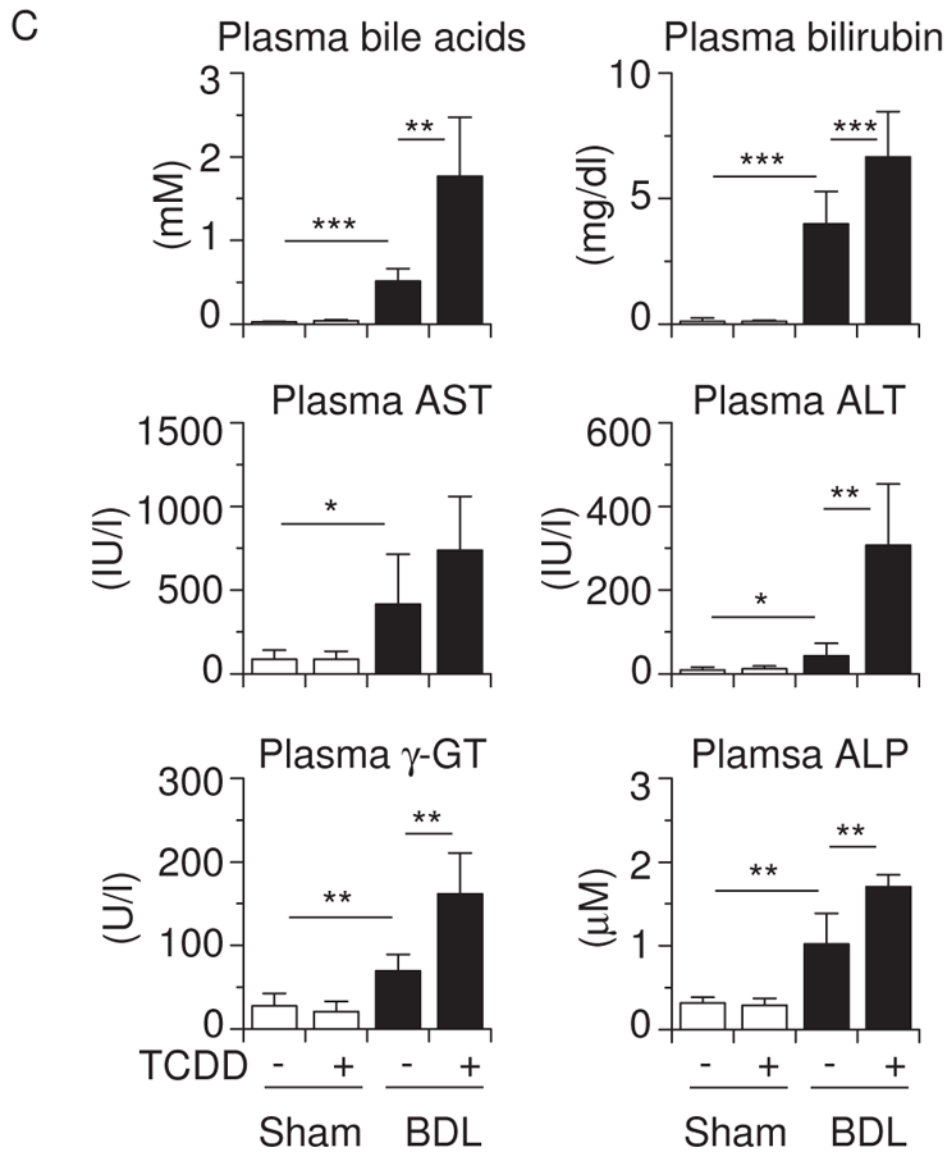 C
Plasma bile acids
Plasma bilirubin
(mM)
3
2
1
0
***
**
(mg/dl)
10
5
0
***
***
Plasma AST
Plasma ALT
(IU/l)
1500
1000
500
0
*
(IU/l)
600
400
200
0
*
**
Plasma γ-GT
Plamsa ALP
(U/l)
300
200
100
0
**
**
(μM)
3
2
1
0
**
**
TCDD - + - + - + - +
Sham BDL Sham BDL